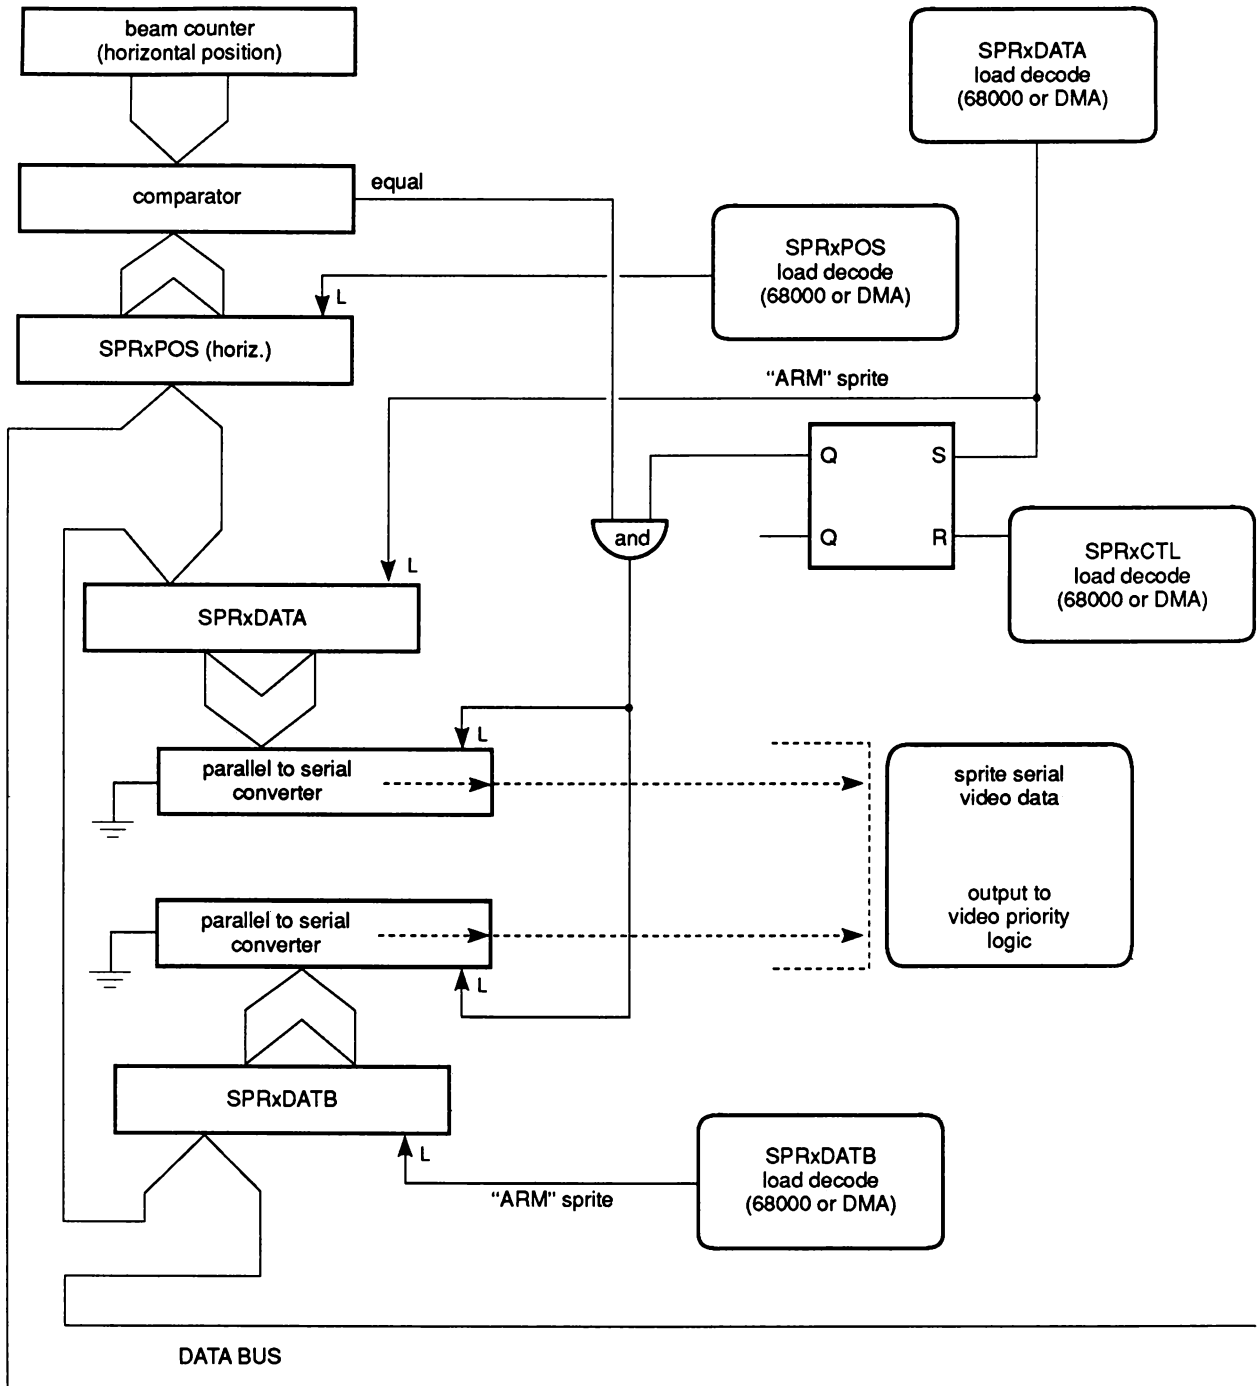 beam counter
(horizontal position)
SPRxDATA
load decode
(68000 or DMA)
comparator
equal
SPRxPOS
load decode
(68000 or DMA)
L
SPRxPOS (horiz.)
“ARM” sprite
Q
S
and
Q
R
SPRxCTL
load decode
(68000 or DMA)
L
SPRxDATA
L
parallel to serial
converter
sprite serial
video data
parallel to serial
converter
output to
video priority
logic
L
SPRxDATB
L
“ARM” sprite
SPRxDATB
load decode
(68000 or DMA)
DATA BUS